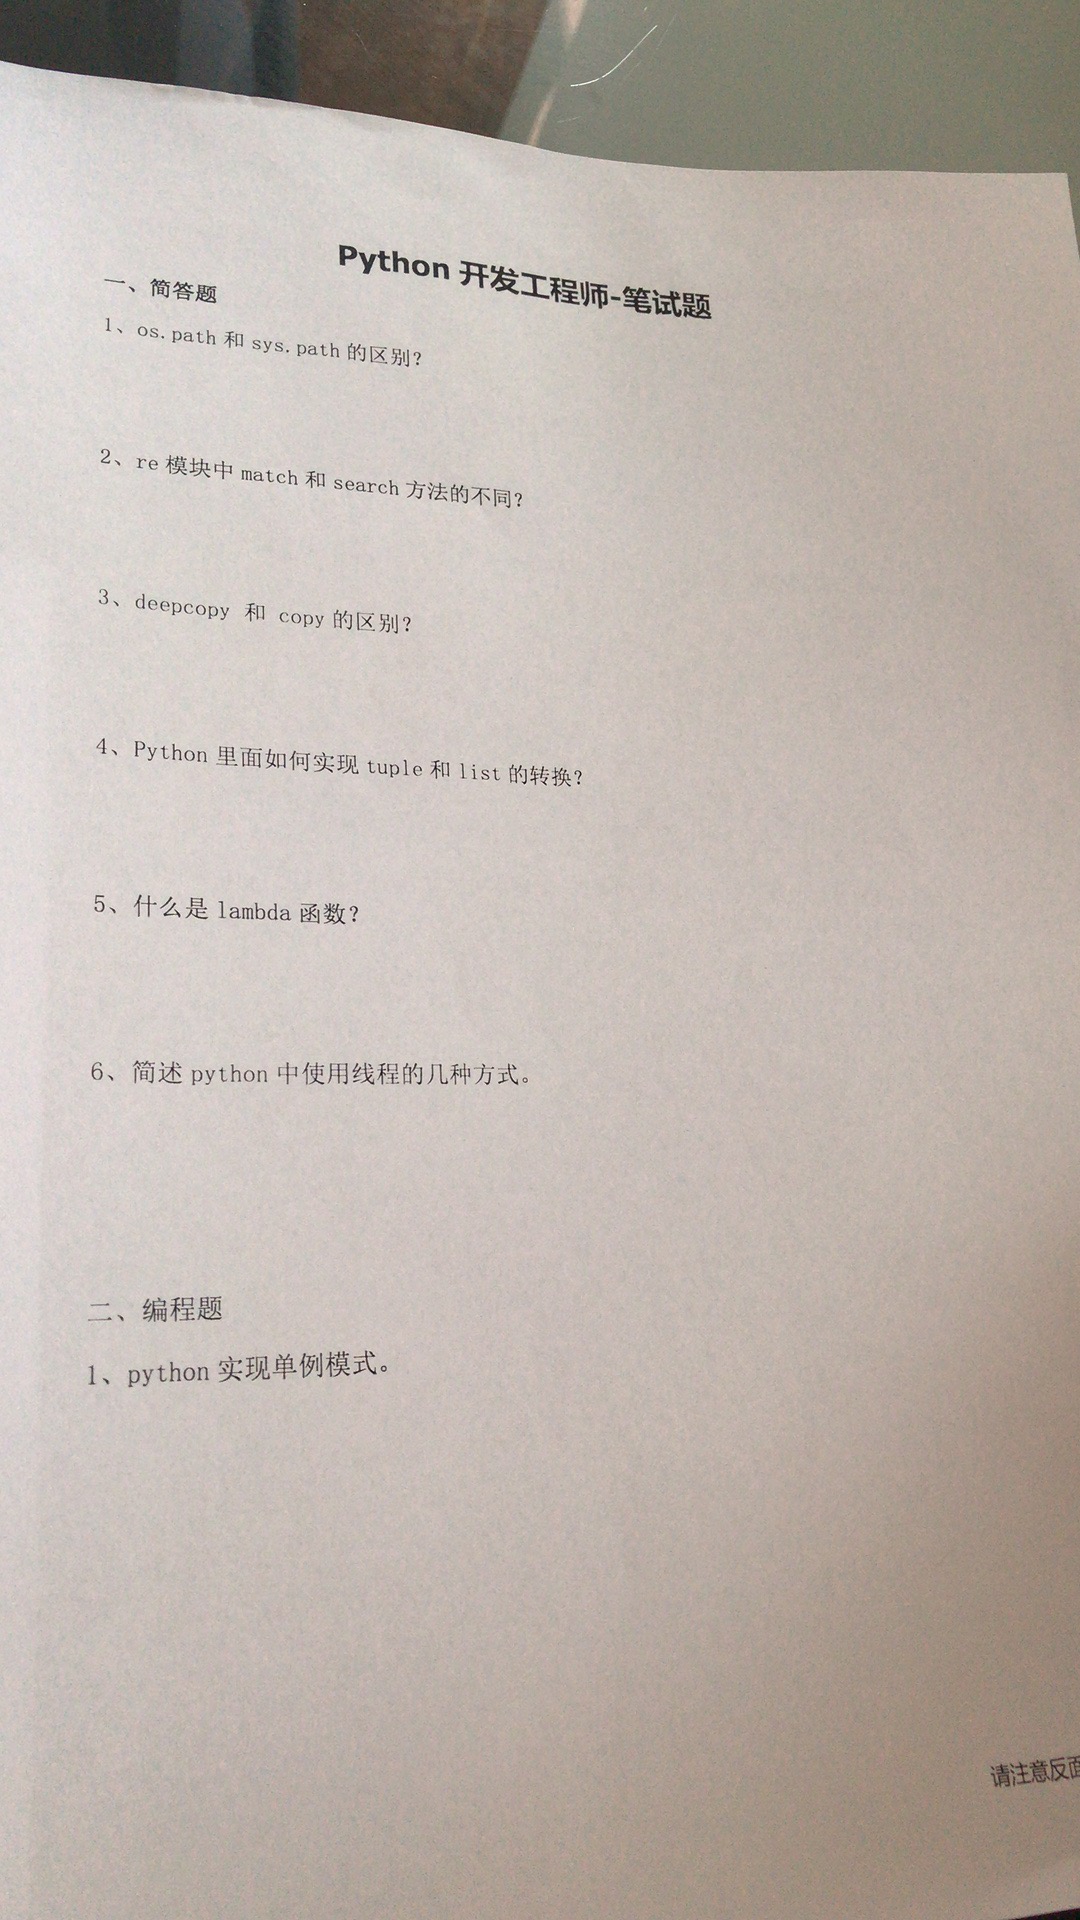 Python 开发工程师-笔试题
一、简答题
1、os.path 和 sys.path 的区别?
2、re 模块中 match 和 search 方法的不同?
3、deepcopy 和 copy 的区别?
4、Python 里面如何实现 tuple 和 list 的转换?
5、什么是 lambda 函数?
6、简述 python 中使用线程的几种方式。
二、编程题
1、python 实现单例模式。
请注意反面